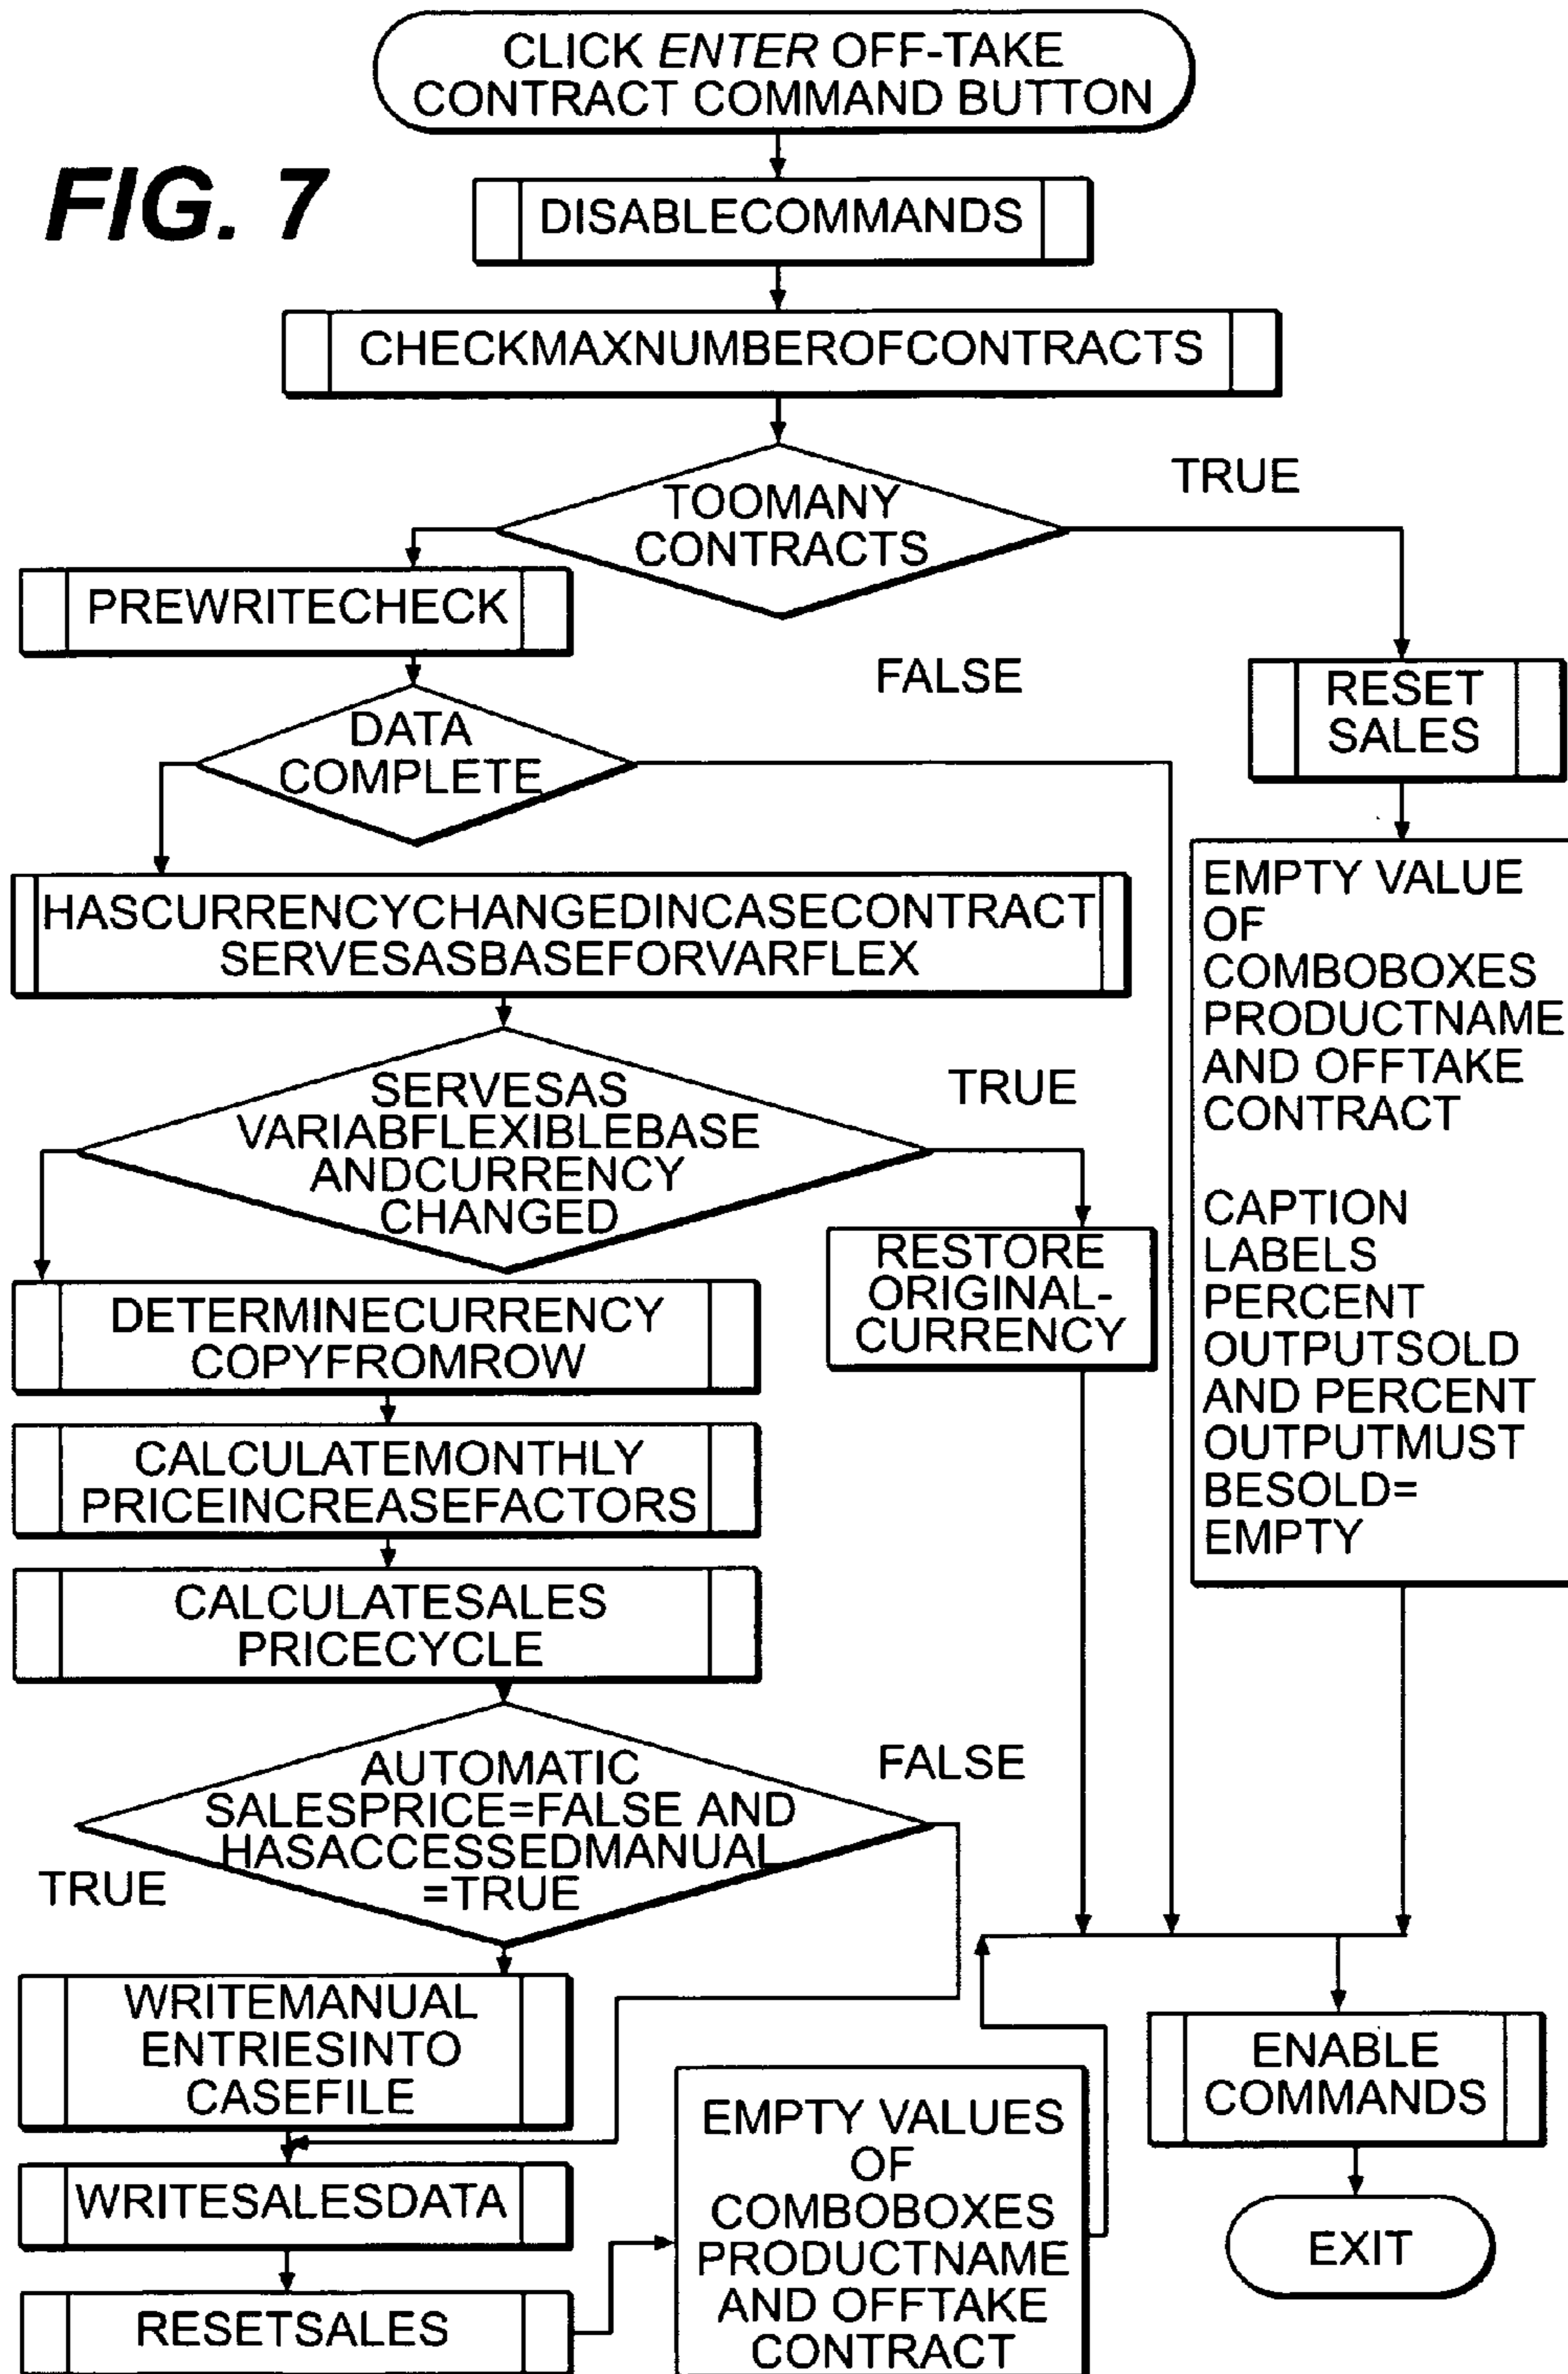 CLICK ENTER OFF-TAKE
CONTRACT COMMAND BUTTON
FIG. 7
DISABLECOMMANDS
CHECKMAXNUMBEROFCONTRACTS
TOOMANY
CONTRACTS
TRUE
PREWRITECHECK
FALSE
DATA
COMPLETE
RESET
SALES
HASCURRENCYCHANGEDINCASECONTRACT
SERVESASBASEFORVARFLEX
EMPTY VALUE
OF
COMBOBOXES
PRODUCTNAME
AND OFFTAKE
CONTRACT
CAPTION
LABELS
PERCENT
OUTPUTSOLD
AND PERCENT
OUTPUTMUST
BESOLD=
EMPTY
SERVESAS
VARIABFLEXIBLEBASE
ANDCURRENCY
CHANGED
TRUE
RESTORE
ORIGINAL-
CURRENCY
DETERMINECURRENCY
COPYFROMROW
CALCULATEMONTHLY
PRICEINCREASEFACTORS
CALCULATESALES
PRICECYCLE
AUTOMATIC
SALESPRICE=FALSE AND
HASACCESSEDMANUAL
=TRUE
FALSE
TRUE
WRITEMANUAL
ENTRIESINTO
CASEFILE
WRITESALESDATA
RESETSALES
EMPTY VALUES
OF
COMBOBOXES
PRODUCTNAME
AND OFFTAKE
CONTRACT
ENABLE
COMMANDS
EXIT